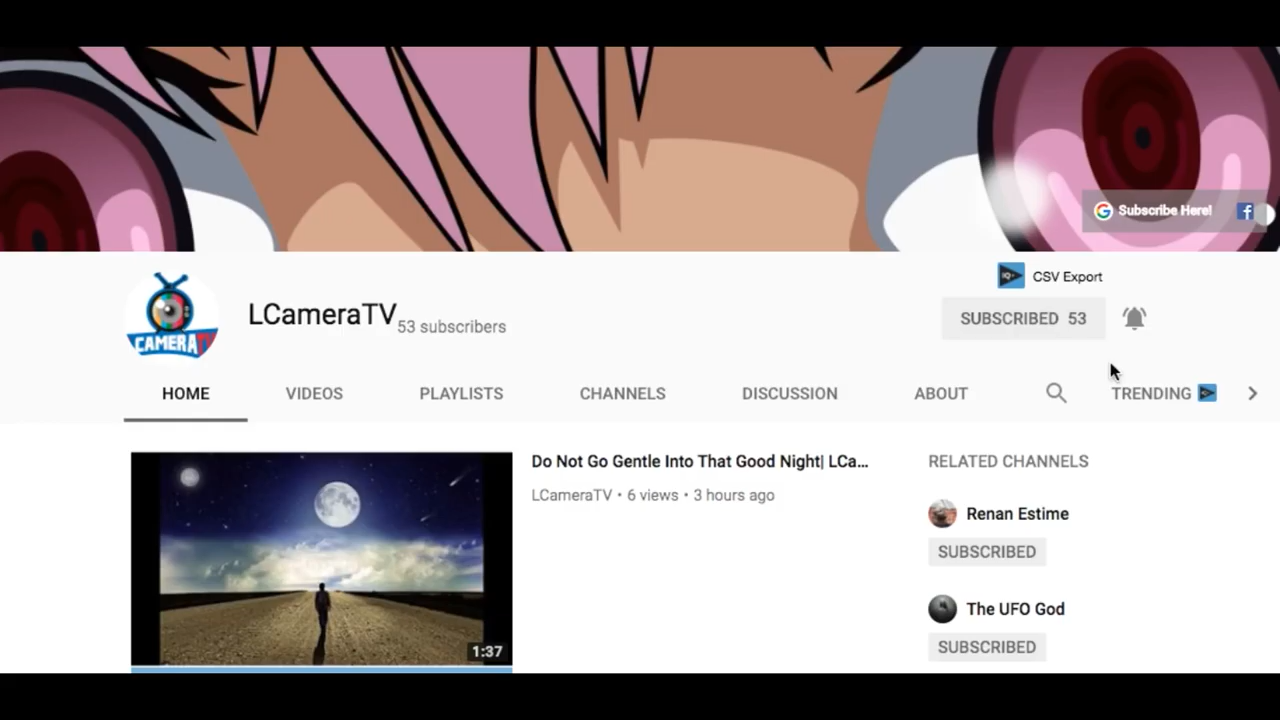 Subscribe Here!
IQ+ CSV Export
CAMERATV
LCameraTV 53 subscribers
SUBSCRIBED 53
HOME VIDEOS PLAYLISTS CHANNELS DISCUSSION ABOUT TRENDING
Do Not Go Gentle Into That Good Night| LCa...
LCameraTV • 6 views • 3 hours ago
1:37
RELATED CHANNELS
Renan Estime
SUBSCRIBED
The UFO God
SUBSCRIBED